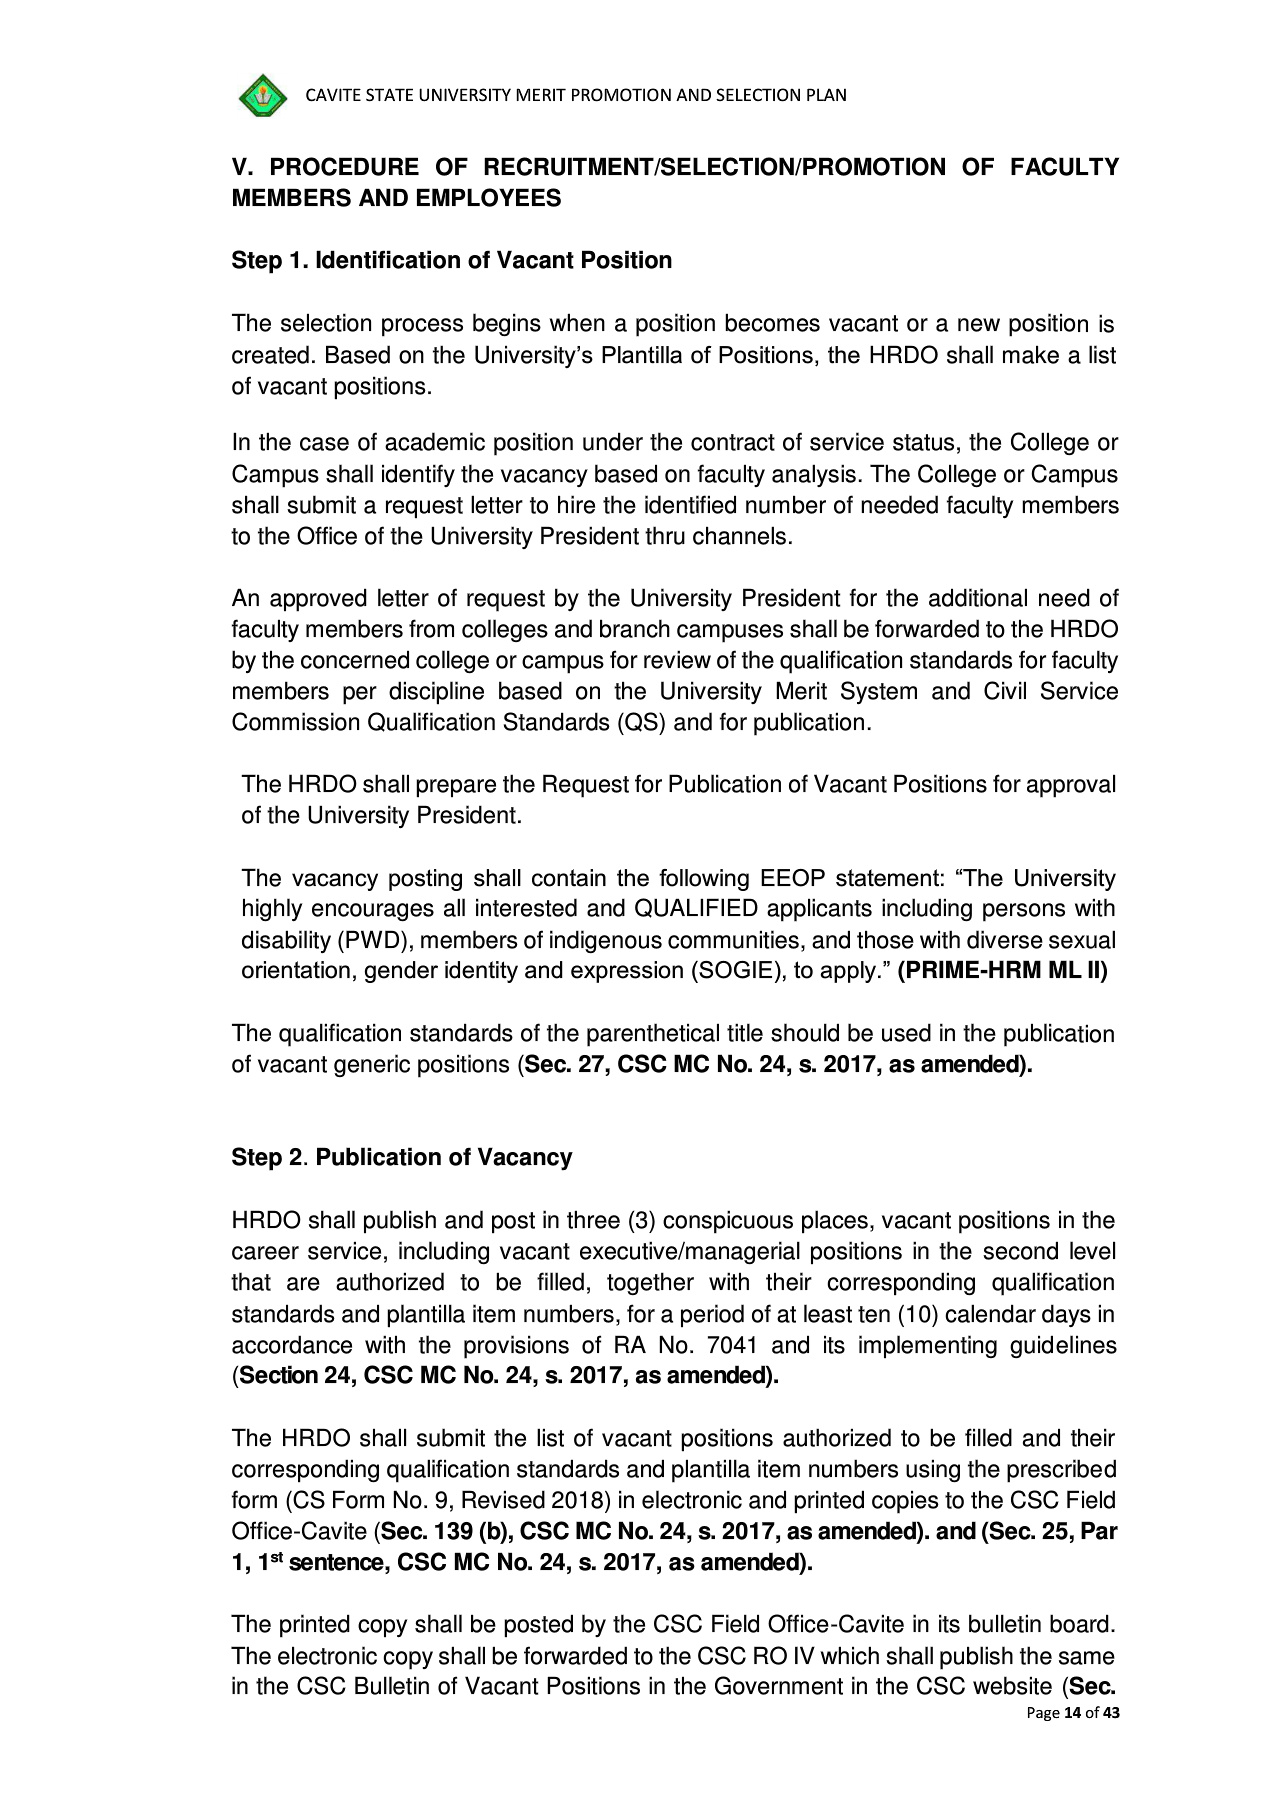 CAVITE STATE UNIVERSITY MERIT PROMOTION AND SELECTION PLAN
V. PROCEDURE OF RECRUITMENT/SELECTION/PROMOTION OF FACULTY
MEMBERS AND EMPLOYEES
Step 1. Identification of Vacant Position
The selection process begins when a position becomes vacant or a new position is
created. Based on the University’s Plantilla of Positions, the HRDO shall make a list
of vacant positions.
In the case of academic position under the contract of service status, the College or
Campus shall identify the vacancy based on faculty analysis. The College or Campus
shall submit a request letter to hire the identified number of needed faculty members
to the Office of the University President thru channels.
An approved letter of request by the University President for the additional need of
faculty members from colleges and branch campuses shall be forwarded to the HRDO
by the concerned college or campus for review of the qualification standards for faculty
members per discipline based on the University Merit System and Civil Service
Commission Qualification Standards (QS) and for publication.
The HRDO shall prepare the Request for Publication of Vacant Positions for approval
of the University President.
The vacancy posting shall contain the following EEOP statement: “The University
highly encourages all interested and QUALIFIED applicants including persons with
disability (PWD), members of indigenous communities, and those with diverse sexual
orientation, gender identity and expression (SOGIE), to apply.” (PRIME-HRM ML II)
The qualification standards of the parenthetical title should be used in the publication
of vacant generic positions (Sec. 27, CSC MC No. 24, s. 2017, as amended).
Step 2. Publication of Vacancy
HRDO shall publish and post in three (3) conspicuous places, vacant positions in the
career service, including vacant executive/managerial positions in the second level
that are authorized to be filled, together with their corresponding qualification
standards and plantilla item numbers, for a period of at least ten (10) calendar days in
accordance with the provisions of RA No. 7041 and its implementing guidelines
(Section 24, CSC MC No. 24, s. 2017, as amended).
The HRDO shall submit the list of vacant positions authorized to be filled and their
corresponding qualification standards and plantilla item numbers using the prescribed
form (CS Form No. 9, Revised 2018) in electronic and printed copies to the CSC Field
Office-Cavite (Sec. 139 (b), CSC MC No. 24, s. 2017, as amended). and (Sec. 25, Par
1, 1st sentence, CSC MC No. 24, s. 2017, as amended).
The printed copy shall be posted by the CSC Field Office-Cavite in its bulletin board.
The electronic copy shall be forwarded to the CSC RO IV which shall publish the same
in the CSC Bulletin of Vacant Positions in the Government in the CSC website (Sec.
Page 14 of 43